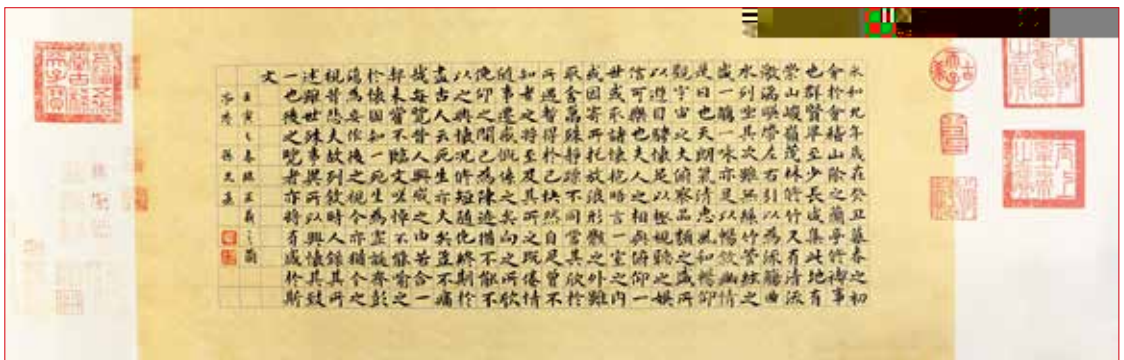 永和九年歲在癸丑暮春之初
會於會稽山陰之蘭亭脩禊事
也群賢畢至少長咸集此地有
崇山峻嶺茂林脩竹又有清流
激湍暎帶左右引以為流觴曲
水列坐其次雖無絲竹管絃之
盛一觴一詠亦足以暢敘幽情
是日也天朗氣清惠風和暢仰
觀宇宙之大俯察品類之盛所
以遊目騁懷足以極視聽之娛
信可樂也夫人之相與俯仰一
世或取諸懷抱晤言一室之內
或因寄所托放浪形骸之外雖
取舍萬殊靜躁不同當其欣於
所遇暫得於己快然自足曾不
知老之將至及其所之既倦情
隨事遷感慨係之矣向之所欣
俛仰之間已為陳迹猶不能不
以之興懷況脩短隨化終期於
盡古人云死生亦大矣豈不痛
哉每覽昔人興感之由若合一
契未嘗不臨文嗟悼不能喻之
於懷固知一死生為虛誕齊彭
殤為妄作後之視今亦猶今之
視昔悲夫故列敘時人錄其所
述雖世殊事異所以興懷其致
一也後之覽者亦將有感於斯
文
壬寅之春臨王羲之蘭